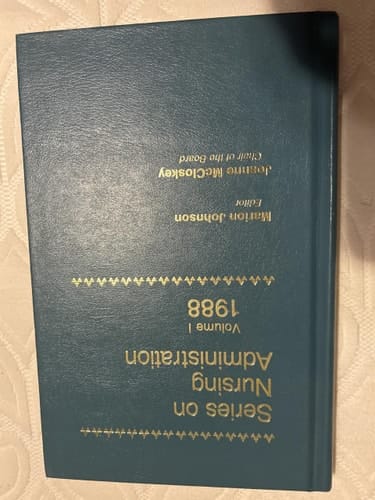 Series on
Nursing
Administration
Volume I
1988
Marion Johnson
Editor
Joanne McCloskey
Chair of the Board